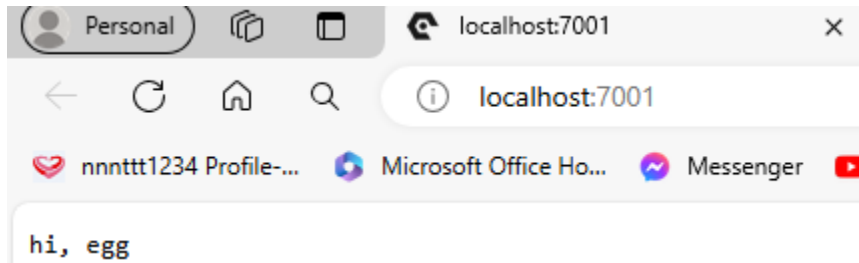 Personal
localhost:7001
localhost:7001
nnnttt1234 Profile-...
Microsoft Office Ho...
Messenger
hi, egg